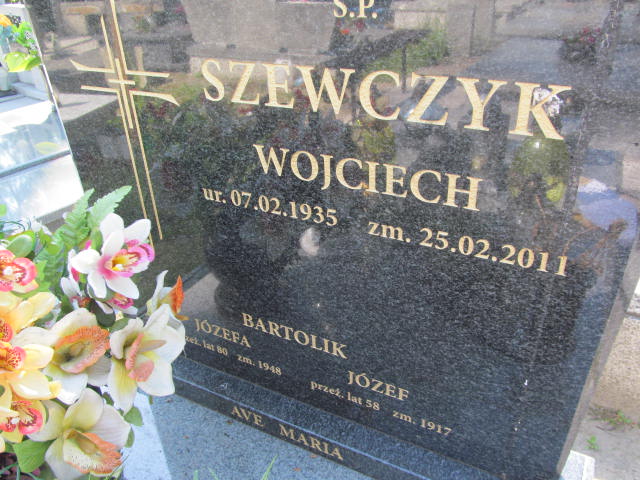 Ś.P.
SZEWCZYK
WOJCIECH
ur. 07.02.1935 zm. 25.02.2011
BARTOLIK
JÓZEFA JÓZEF
lat 80 zm. 1948 przeż. lat 58 zm. 1917
AVE MARIA